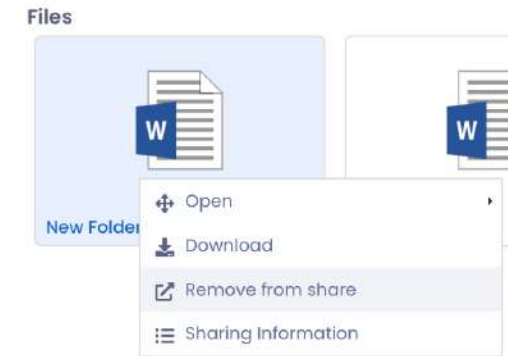 Files
W
W
New Folder
Open
Download
Remove from share
Sharing Information